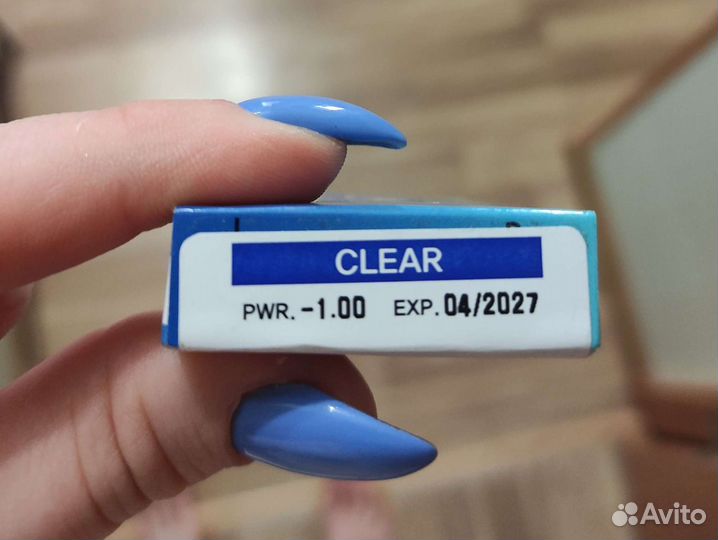 CLEAR
PWR. -1.00 EXP. 04/2027
Avito